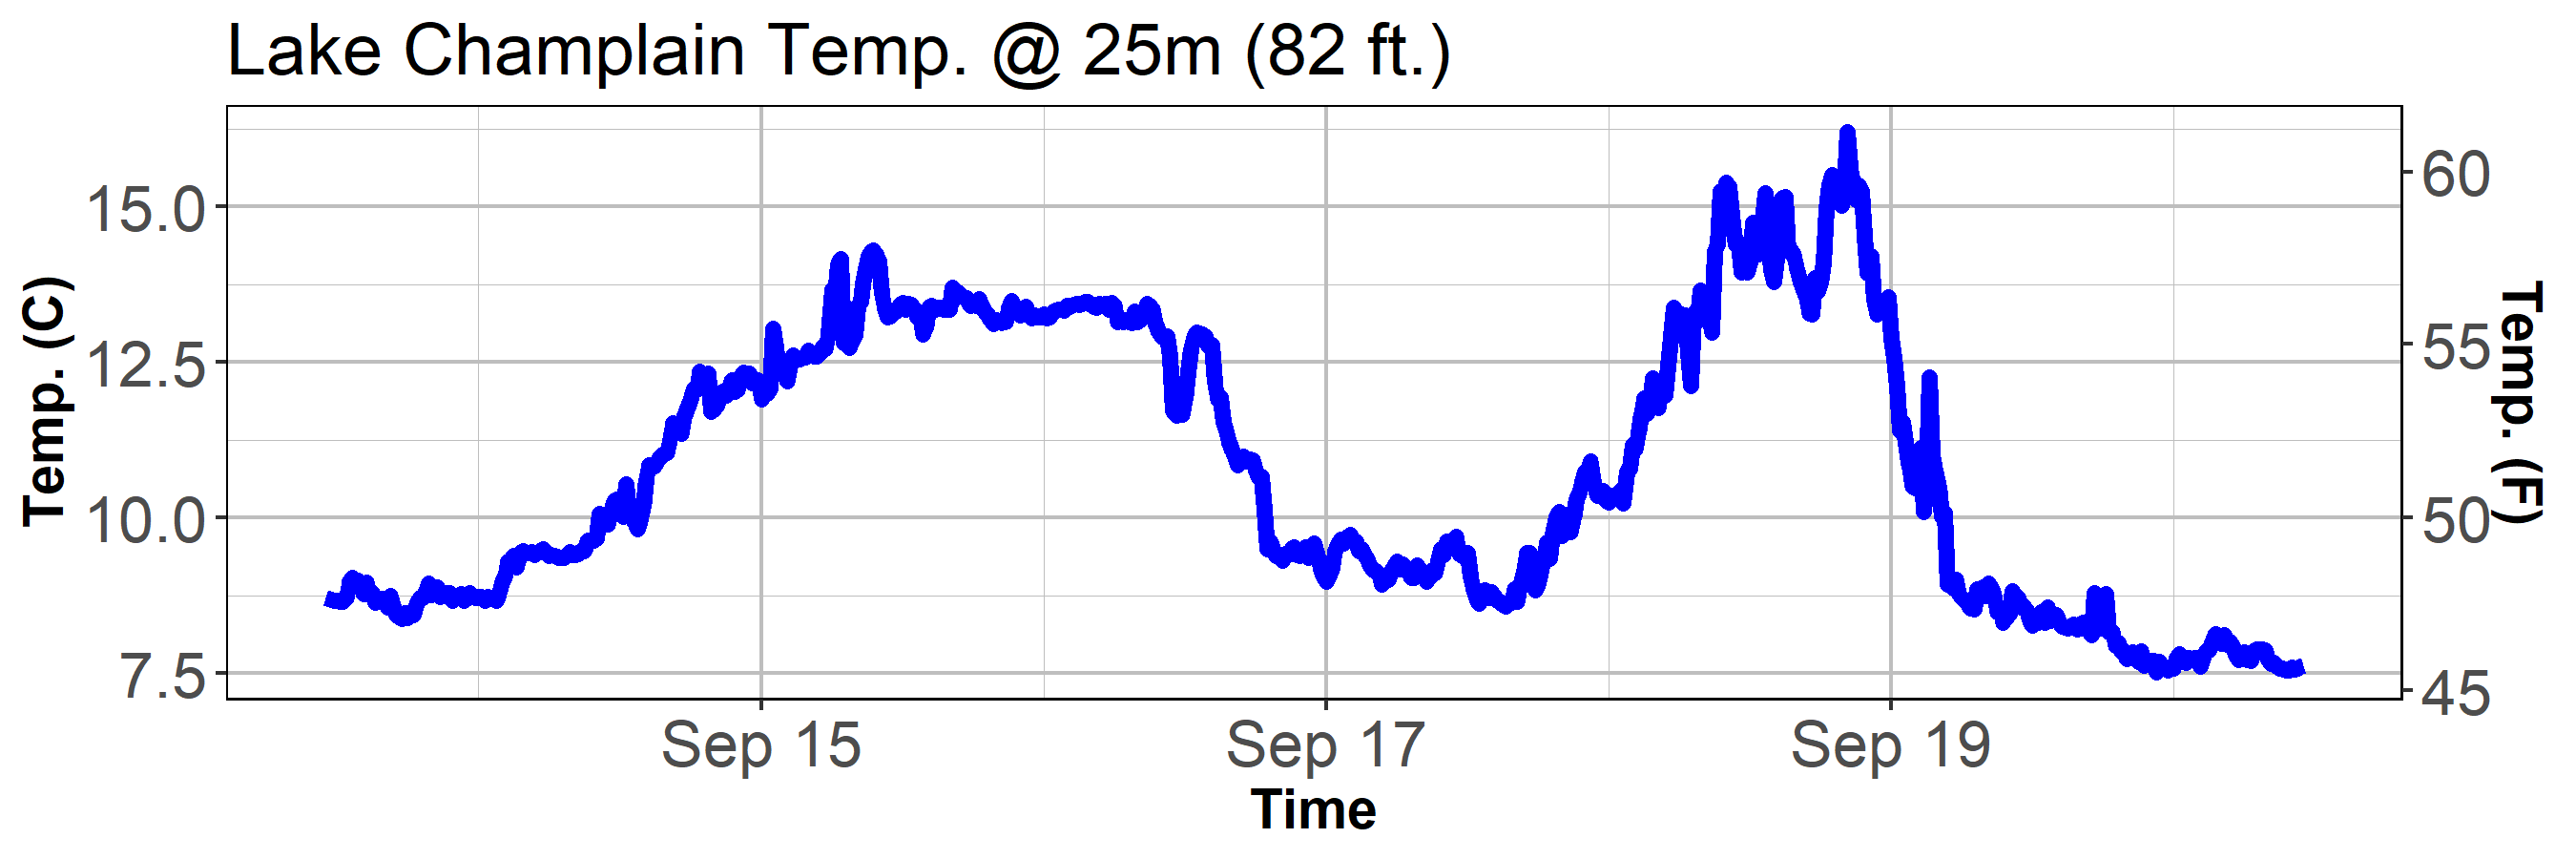 Lake Champlain Temp. @ 25m (82 ft.)
Temp. (C)
15.0
12.5
10.0
7.5
60
55
50
45
Temp. (F)
Sep 15
Sep 17
Sep 19
Time